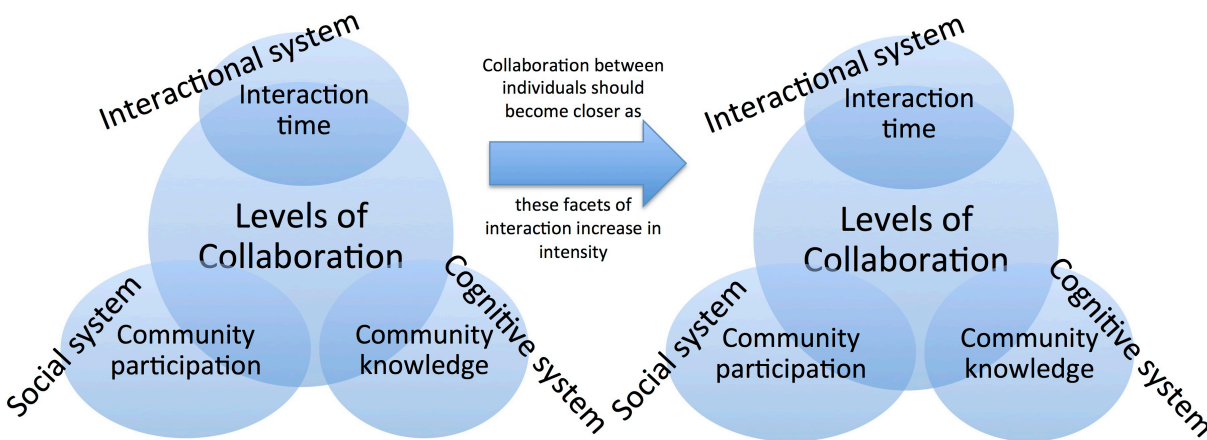 Interactional system
Interaction
time
Levels of
Collaboration
Social system
Community
participation
Cognitive system
Community
knowledge
Collaboration between
individuals should
become closer as
these facets of
interaction increase in
intensity
Interactional system
Interaction
time
Levels of
Collaboration
Social system
Community
participation
Cognitive system
Community
knowledge